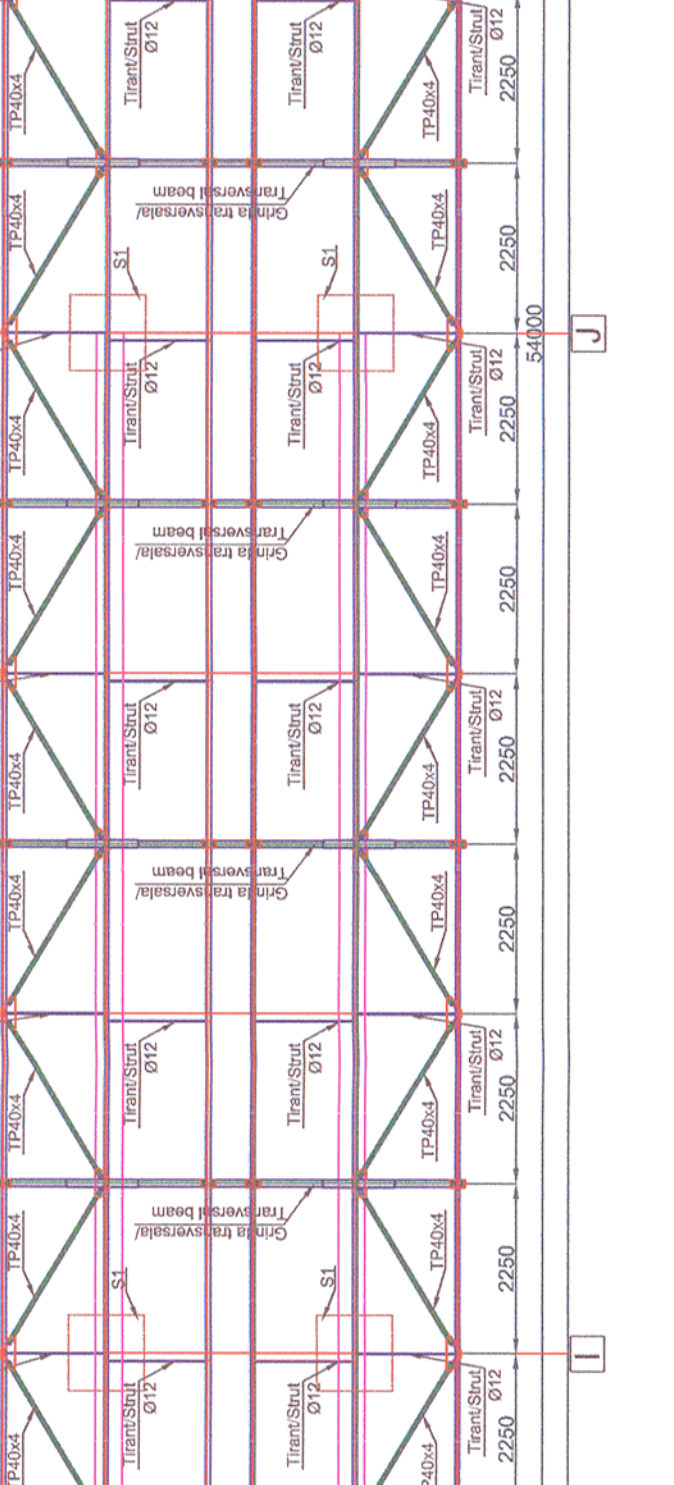 Tirant/Strut
Ø12
Tirant/Strut
Ø12
Tirant/Strut
Ø12
2250
TP40x4
TP40x4
Grinda transversala/
Transversal beam
TP40x4
TP40x4
2250
S1
S1
54000
J
Tirant/Strut
Ø12
Tirant/Strut
Ø12
Tirant/Strut
Ø12
2250
TP40x4
TP40x4
Grinda transversala/
Transversal beam
TP40x4
TP40x4
2250
Tirant/Strut
Ø12
Tirant/Strut
Ø12
Tirant/Strut
Ø12
2250
TP40x4
TP40x4
Grinda transversala/
Transversal beam
TP40x4
TP40x4
2250
Tirant/Strut
Ø12
Tirant/Strut
Ø12
Tirant/Strut
Ø12
2250
TP40x4
TP40x4
Grinda transversala/
Transversal beam
TP40x4
TP40x4
2250
S1
S1
I
Tirant/Strut
Ø12
Tirant/Strut
Ø12
Tirant/Strut
Ø12
2250
P40x4
P40x4